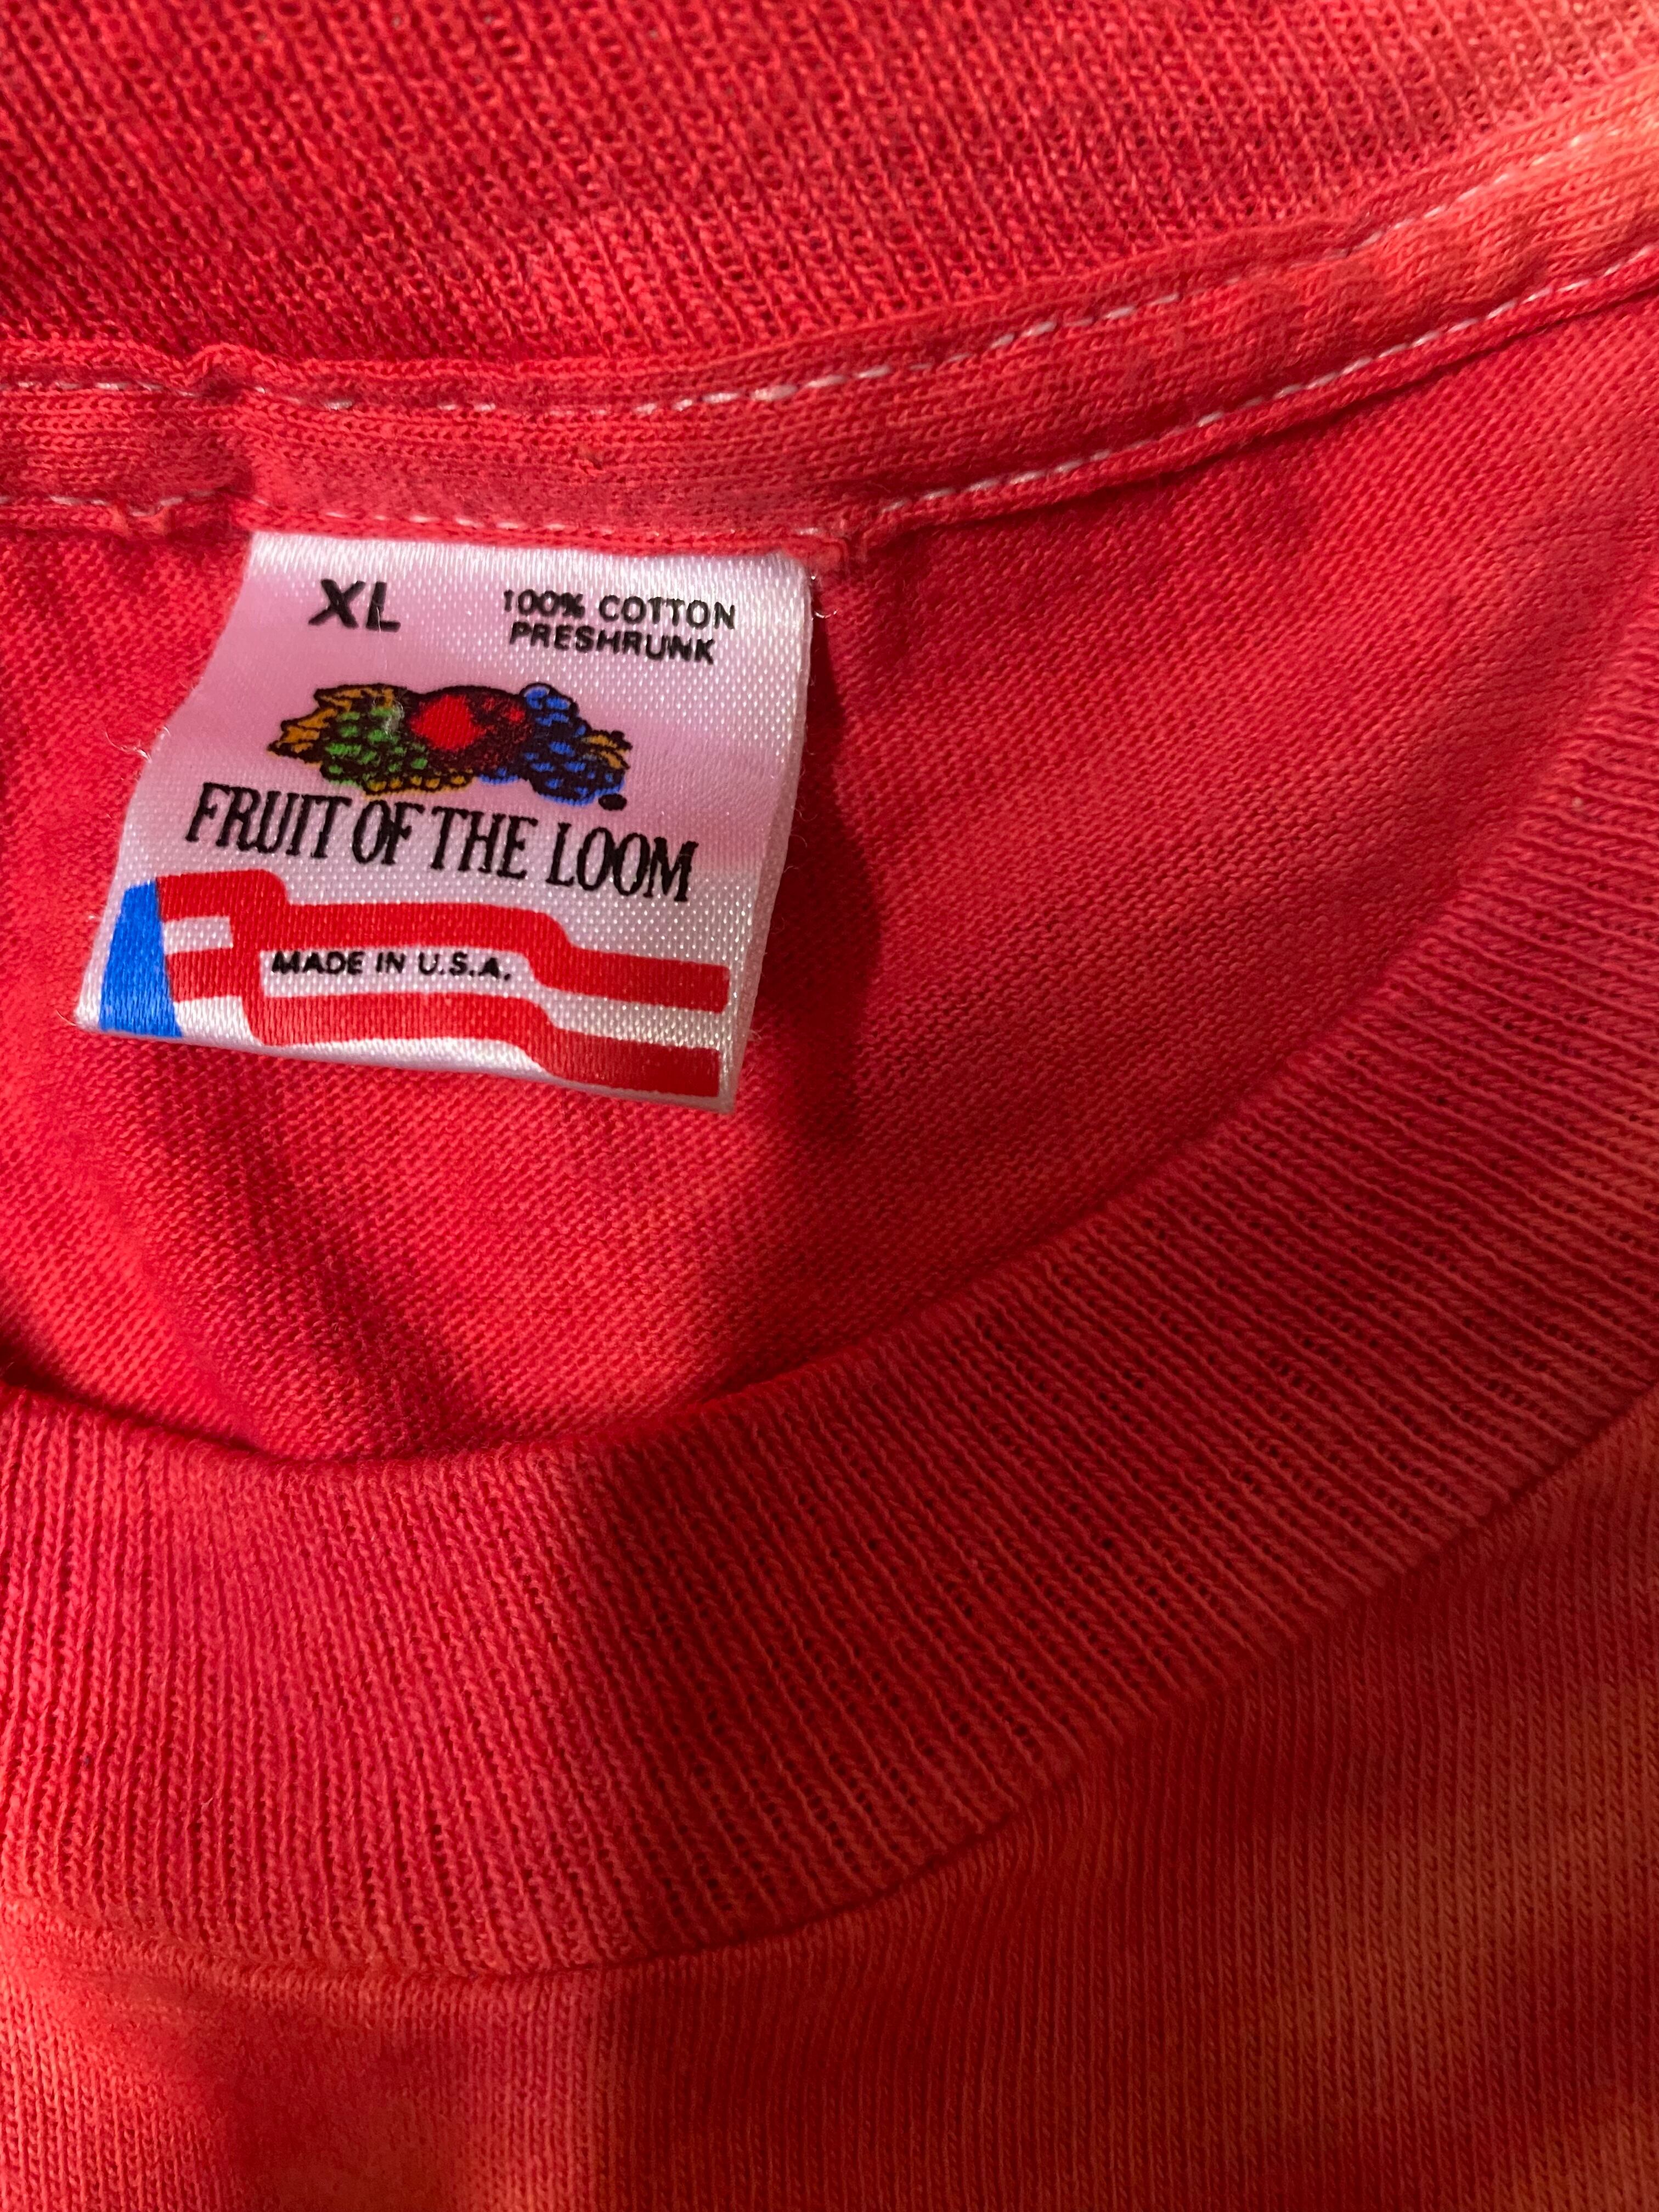 XL
100% COTTON
PRESHRUNK
FRUIT OF THE LOOM
MADE IN U.S.A.